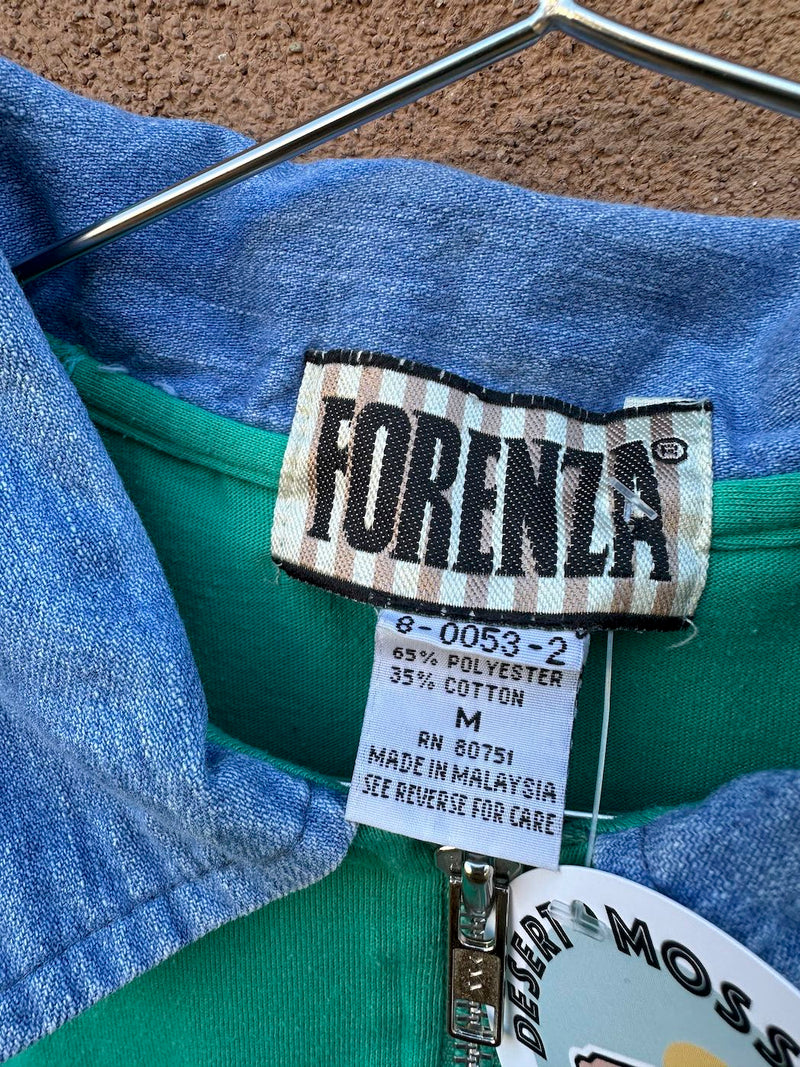 FORENZA ®
8-0053-2
65% POLYESTER
35% COTTON
M
RN 80751
MADE IN MALAYSIA
SEE REVERSE FOR CARE
DESERT MOSS